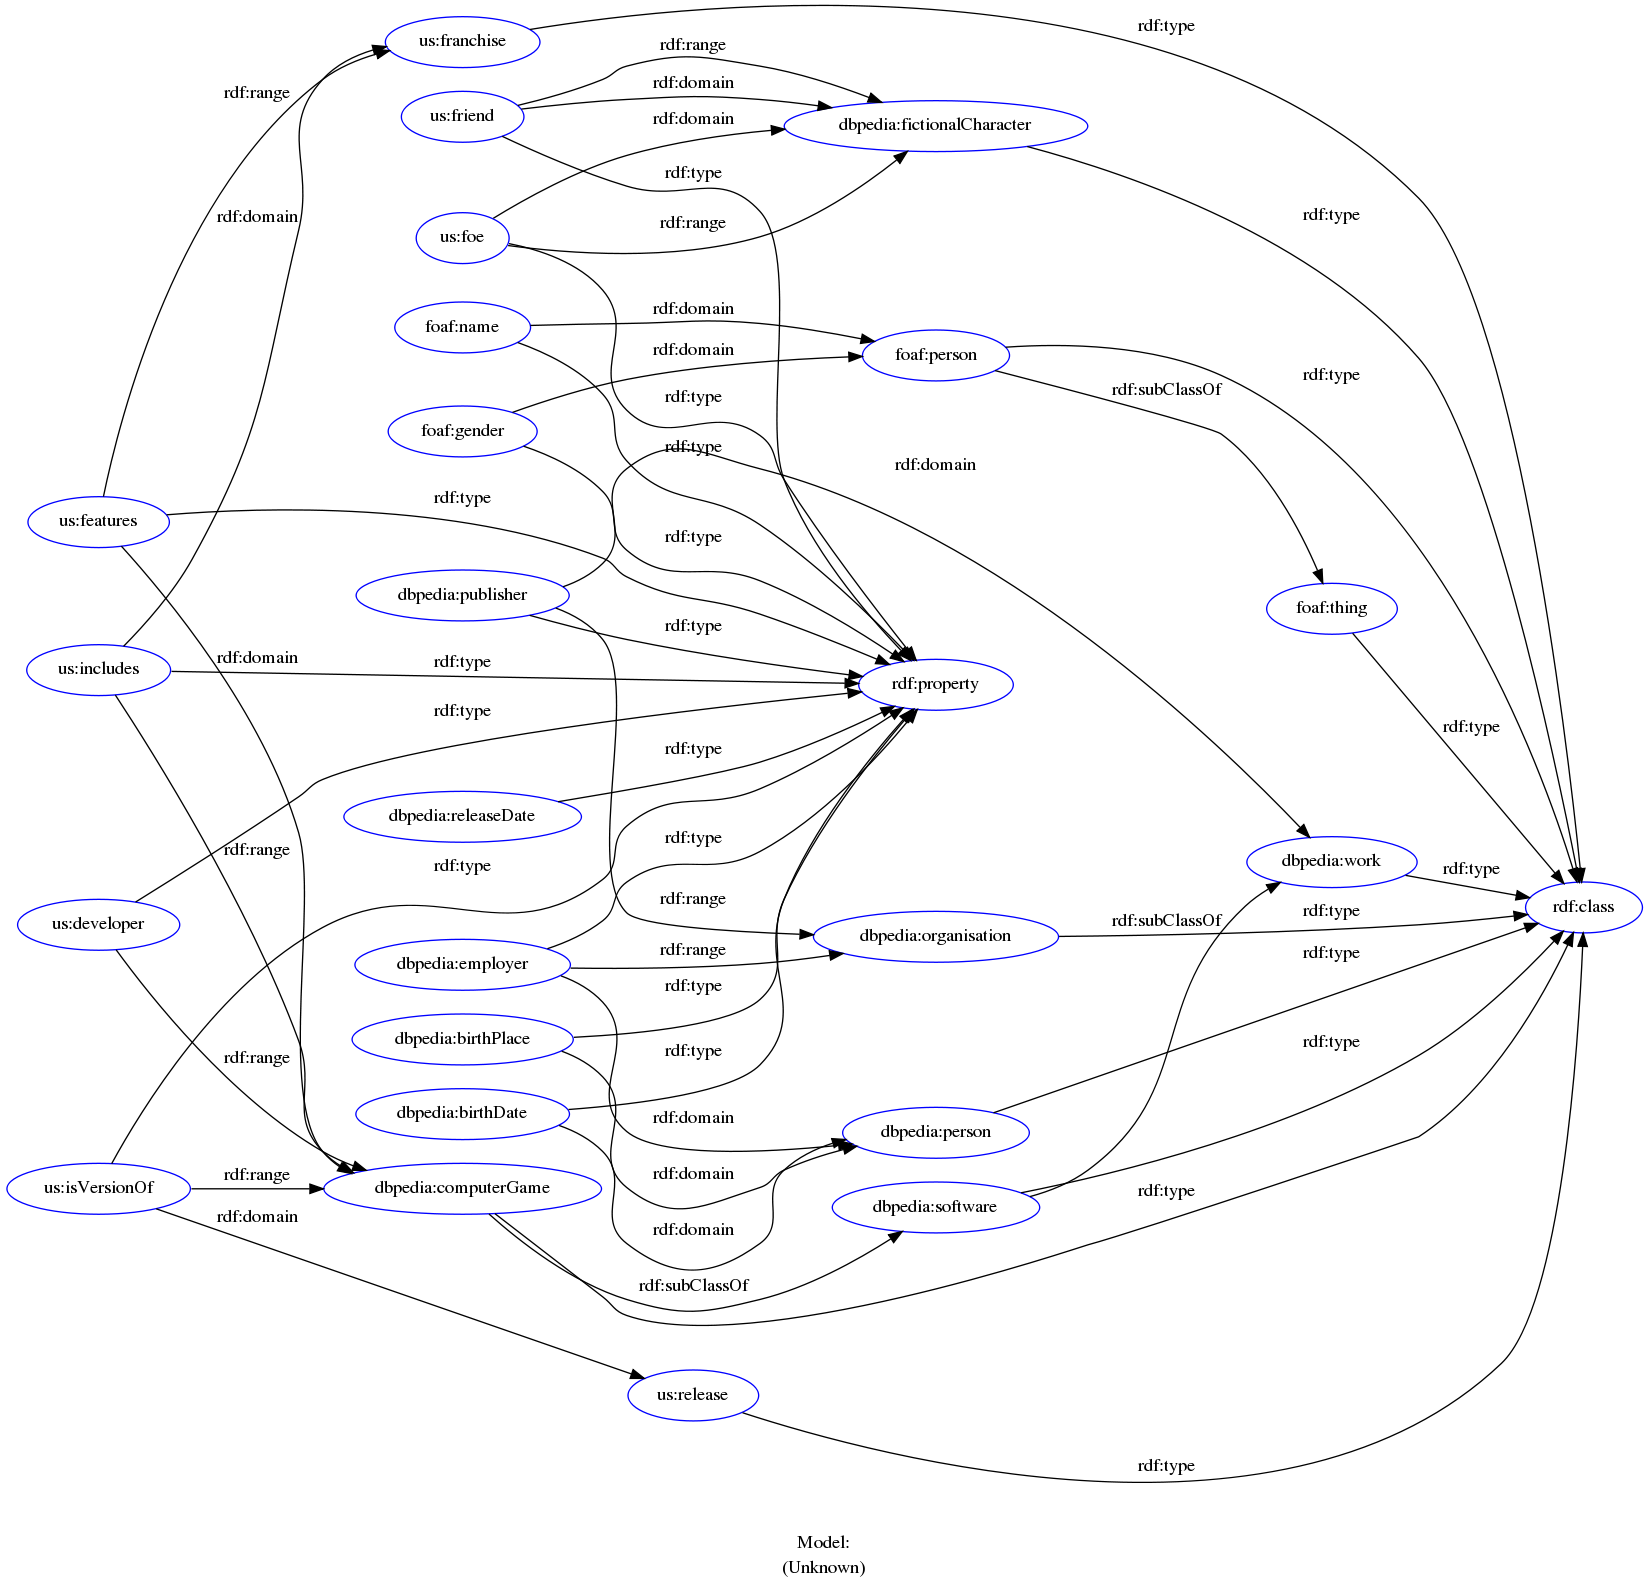 us:franchise
rdf:type
rdf:range
us:friend
rdf:domain
rdf:range
us:friend
rdf:domain
dbpedia:fictionalCharacter
rdf:type
rdf:domain
rdf:type
rdf:range
us:foe
rdf:domain
foaf:name
rdf:domain
foaf:person
rdf:type
rdf:subClassOf
rdf:type
foaf:gender
rdf:type
rdf:domain
us:features
rdf:type
rdf:type
dbpedia:publisher
foaf:thing
rdf:type
us:includes
rdf:domain
rdf:type
rdf:property
rdf:type
rdf:type
rdf:type
dbpedia:releaseDate
rdf:range
rdf:type
rdf:type
dbpedia:work
rdf:type
rdf:range
rdf:class
us:developer
dbpedia:organisation
rdf:subClassOf
rdf:type
dbpedia:employer
rdf:range
rdf:type
rdf:type
dbpedia:birthPlace
rdf:range
rdf:type
rdf:type
dbpedia:birthDate
rdf:domain
dbpedia:person
us:isVersionOf
rdf:range
dbpedia:computerGame
rdf:domain
rdf:type
dbpedia:software
rdf:domain
rdf:domain
rdf:subClassOf
us:release
rdf:type
Model:
(Unknown)